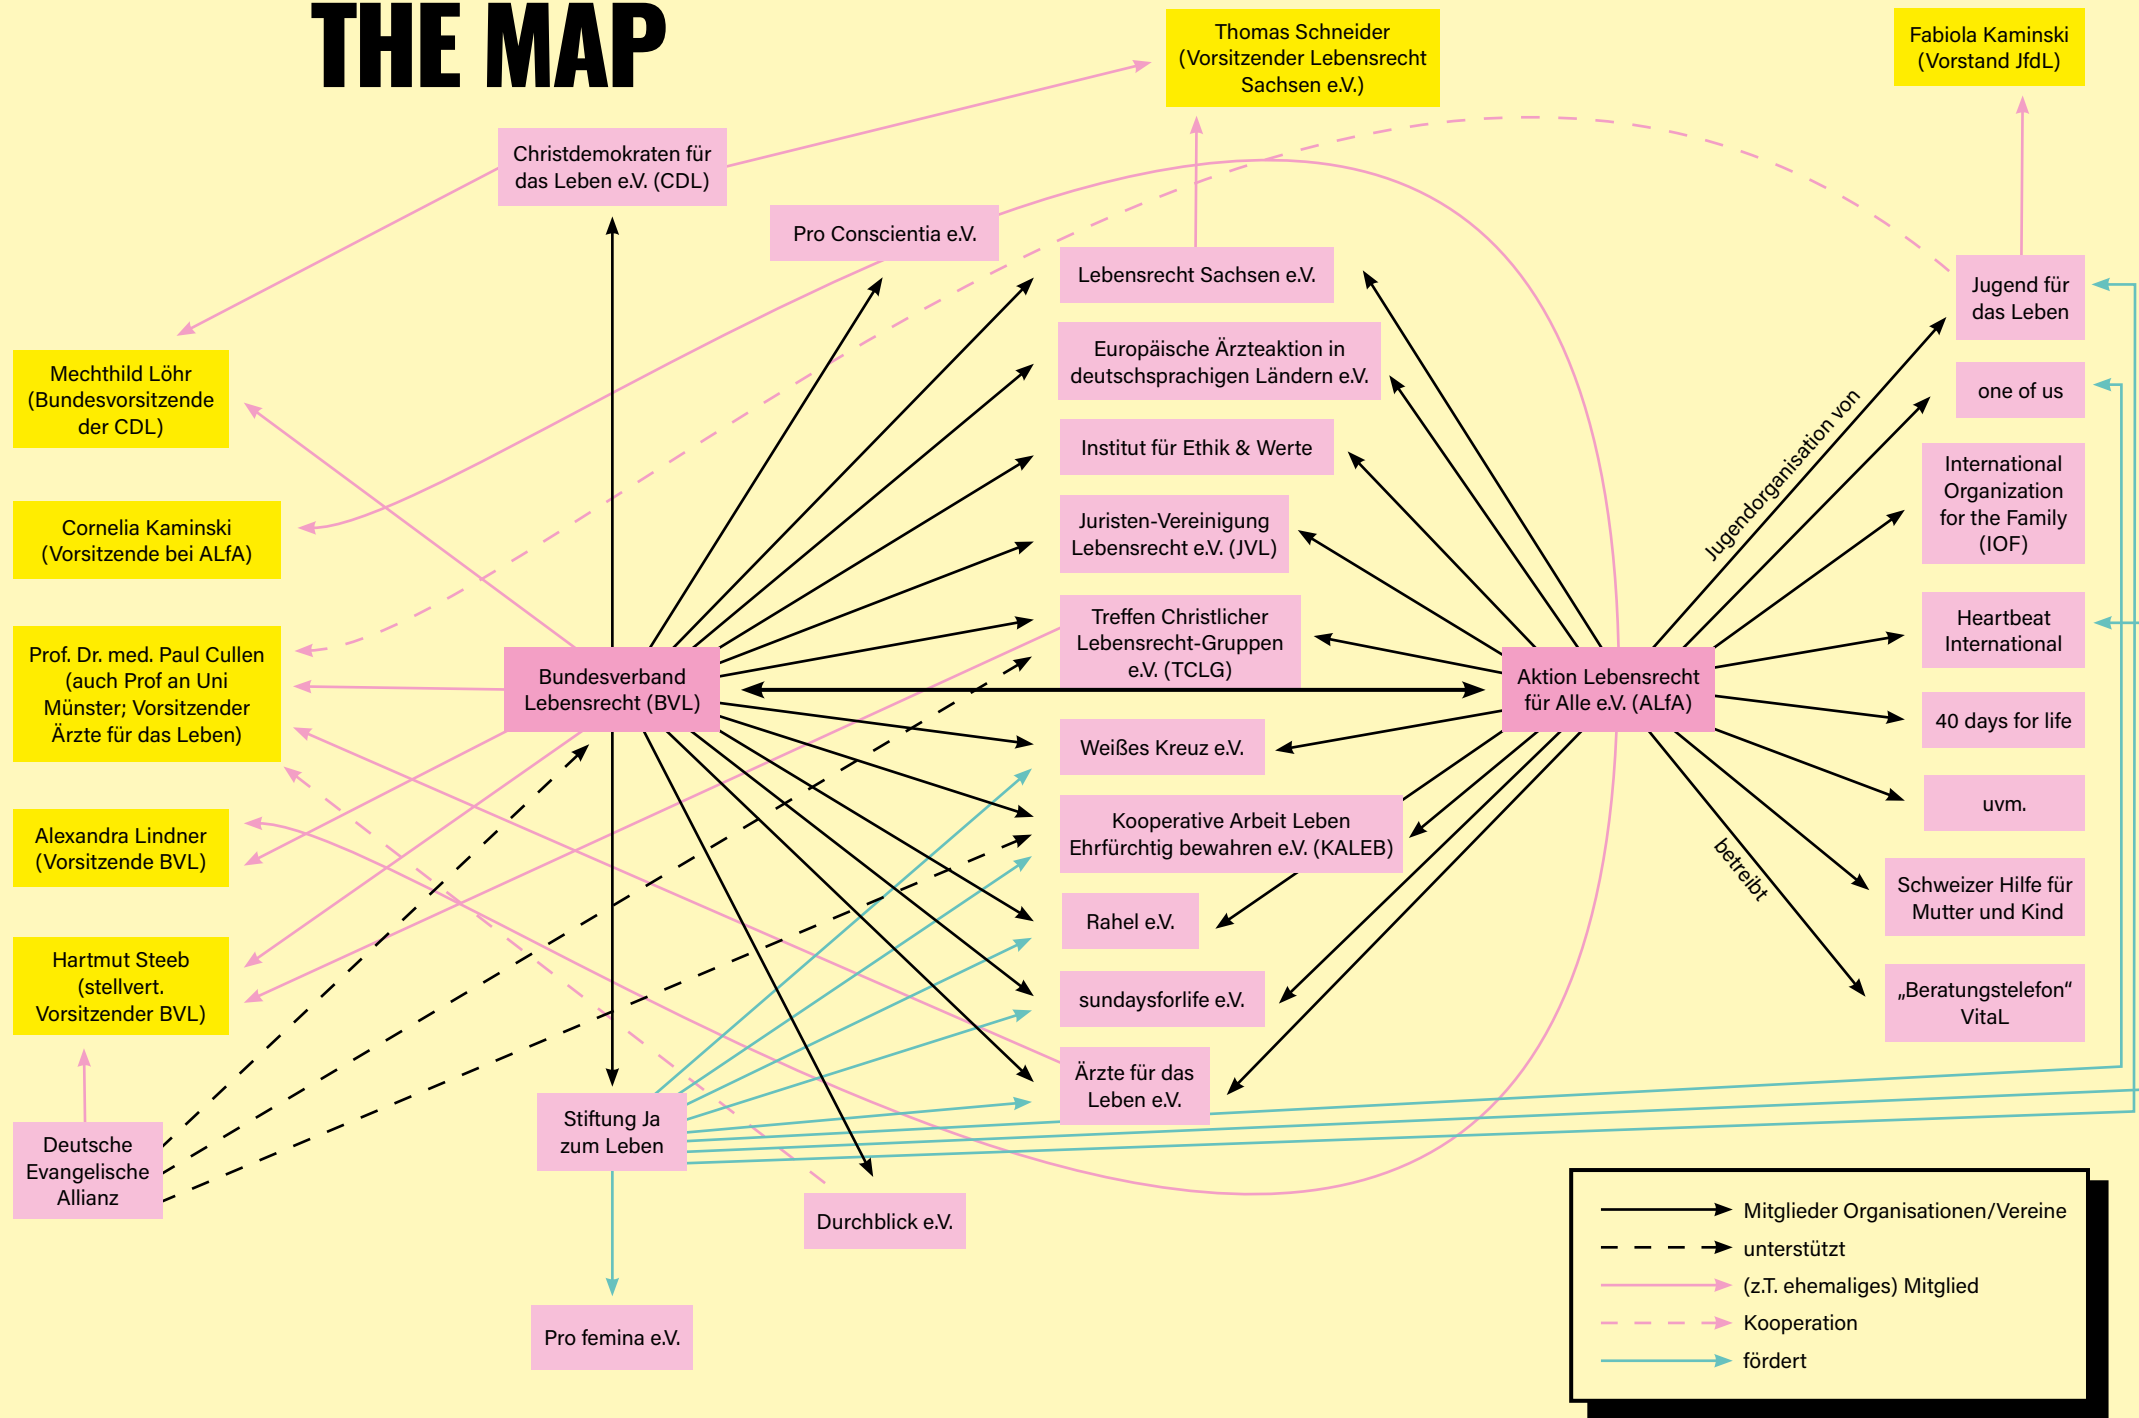 THE MAP
Thomas Schneider
(Vorsitzender Lebensrecht
Sachsen e.V.)
Fabiola Kaminski
(Vorstand JfdL)
Christdemokraten für
das Leben e.V. (CDL)
Pro Conscientia e.V.
Lebensrecht Sachsen e.V.
Jugend für
das Leben
Mechthild Löhr
(Bundesvorsitzende
der CDL)
Europäische Ärzteaktion in
deutschsprachigen Ländern e.V.
one of us
Institut für Ethik & Werte
Jugendorganisation von
International
Organization
for the Family
(IOF)
Cornelia Kaminski
(Vorsitzende bei ALfA)
Juristen-Vereinigung
Lebensrecht e.V. (JVL)
Treffen Christlicher
Lebensrecht-Gruppen
e.V. (TCLG)
Heartbeat
International
Prof. Dr. med. Paul Cullen
(auch Prof an Uni
Münster; Vorsitzender
Ärzte für das Leben)
Bundesverband
Lebensrecht (BVL)
Aktion Lebensrecht
für Alle e.V. (ALfA)
40 days for life
Weißes Kreuz e.V.
uvm.
Alexandra Lindner
(Vorsitzende BVL)
Kooperative Arbeit Leben
Ehrfürchtig bewahren e.V. (KALEB)
betreibt
Schweizer Hilfe für
Mutter und Kind
Rahel e.V.
Hartmut Steeb
(stellvert.
Vorsitzender BVL)
sundaysforlife e.V.
„Beratungstelefon“
VitaL
Ärzte für das
Leben e.V.
Stiftung Ja
zum Leben
Deutsche
Evangelische
Allianz
Durchblick e.V.
Pro femina e.V.
Mitglieder Organisationen/Vereine
unterstützt
(z.T. ehemaliges) Mitglied
Kooperation
fördert